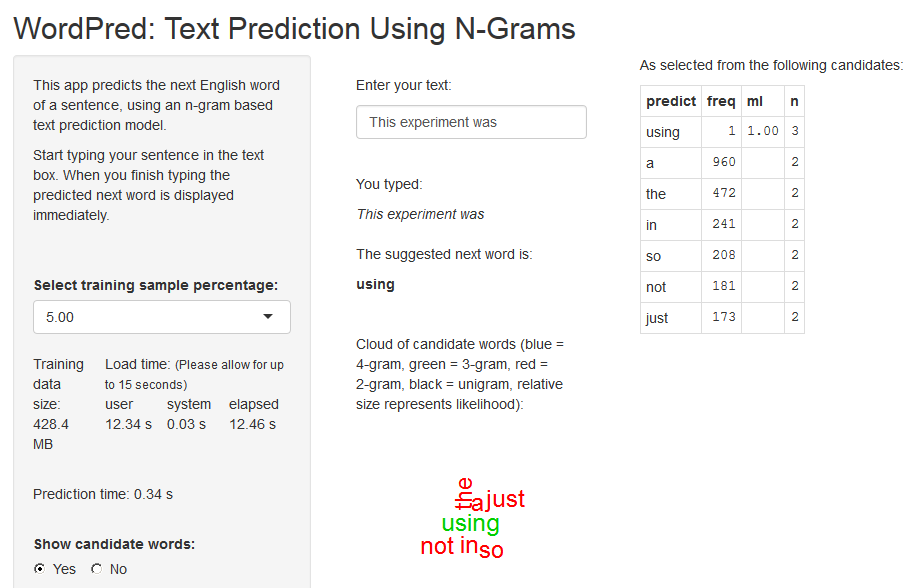 WordPred: Text Prediction Using N-Grams
This app predicts the next English word
of a sentence, using an n-gram based
text prediction model.
Start typing your sentence in the text
box. When you finish typing the
predicted next word is displayed
immediately.
Select training sample percentage:
5.00
Training
data
size:
428.4
MB
Load time: (Please allow for up
to 15 seconds)
user system elapsed
12.34 s 0.03 s 12.46 s
Prediction time: 0.34 s
Show candidate words:
Yes No
Enter your text:
This experiment was
You typed:
This experiment was
The suggested next word is:
using
Cloud of candidate words (blue =
4-gram, green = 3-gram, red =
2-gram, black = unigram, relative
size represents likelihood):
the
a just
using
not in so
As selected from the following candidates:
predict freq ml n
using 1 1.00 3
a 960 2
the 472 2
in 241 2
so 208 2
not 181 2
just 173 2